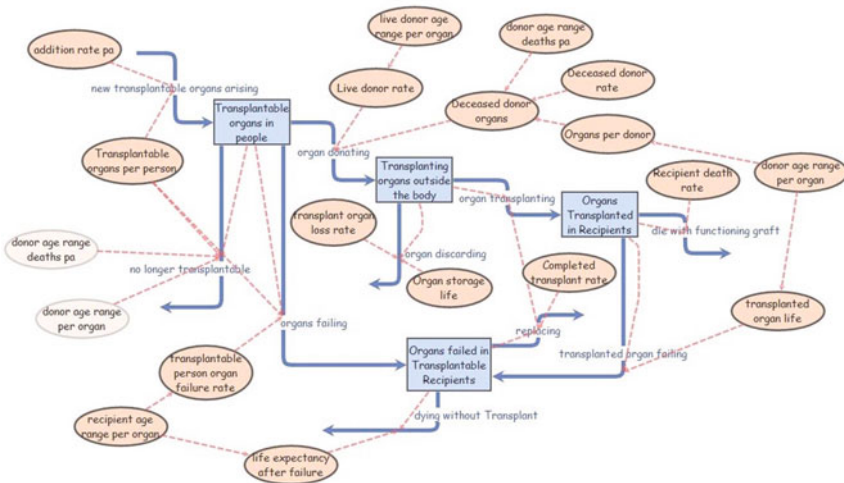 live donor age
range per organ
donor age range
deaths pa
addition rate pa
new transplantable organs arising
Live donor rate
Deceased donor
organs
Deceased donor
rate
Transplantable
organs in
people
organ donating
Organs per donor
Transplantable
organs per person
Transplanting
organs outside
the body
organ transplanting
Recipient death
rate
donor age range
per organ
Organs
Transplanted
in Recipients
die with functioning graft
transplant organ
loss rate
donor age range
deaths pa
no longer transplantable
organ discarding
Organ storage
life
Completed
transplant rate
donor age range
per organ
organs failing
replacing
transplanted
organ life
transplantable
person organ
failure rate
Organs failed in
Transplantable
Recipients
transplanted organ failing
recipient age
range per organ
dying without Transplant
life expectancy
after failure